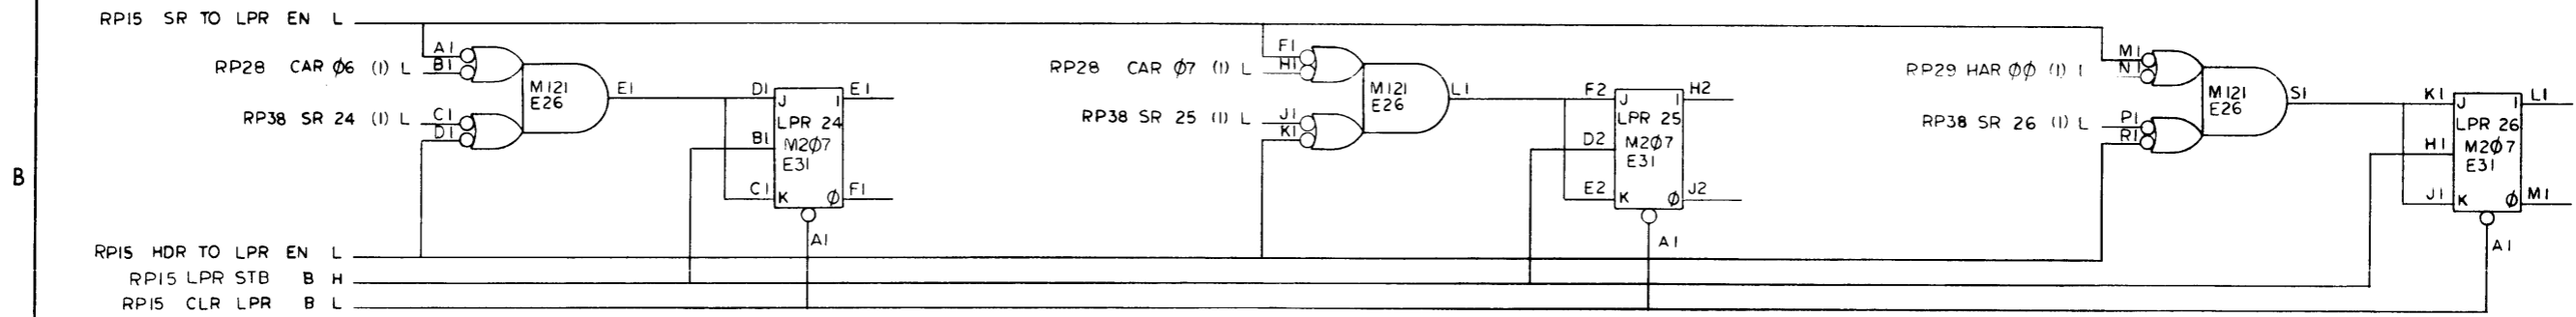 RP15 SR TO LPR EN L
A1
B1
RP28 CAR Ø6 (1) L
M121
E26
E1
RP38 SR 24 (1) L
C1
D1
D1
J
1
E1
LPR 24
B1
M 2Ø7
E31
C1
K
Ø
F1
A1
F1
H1
RP28 CAR Ø7 (1) L
M121
E26
L1
RP38 SR 25 (1) L
J1
K1
F2
J
1
H2
LPR 25
D2
M2Ø7
E31
E2
K
Ø
J2
A1
M1
N1
RP29 HAR ØØ (1)
M121
E26
S1
RP38 SR 26 (1) L
P1
R1
K1
J
1
L1
LPR 26
H1
M2Ø7
E31
J1
K
Ø
M1
A1
B
RP15 HDR TO LPR EN L
RP15 LPR STB B H
RP15 CLR LPR B L